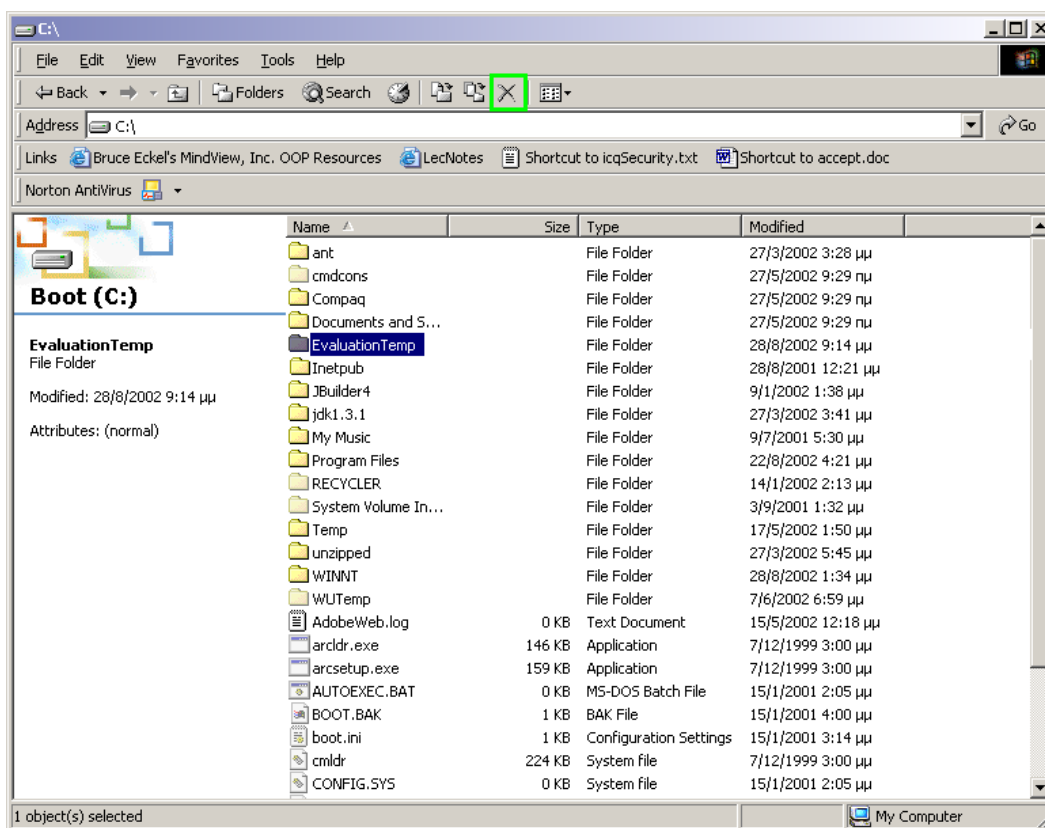 C:\
File Edit View Favorites Tools Help
Back Folders Search
Address C:\ Go
Links Bruce Eckel's MindView, Inc. OOP Resources LecNotes Shortcut to icqSecurity.txt Shortcut to accept.doc
Norton AntiVirus
Boot (C:)
EvaluationTemp
File Folder
Modified: 28/8/2002 9:14 μμ
Attributes: (normal)
Name Size Type Modified
ant File Folder 27/3/2002 3:28 μμ
cmdcons File Folder 27/5/2002 9:29 πμ
Compaq File Folder 27/5/2002 9:29 πμ
Documents and S... File Folder 27/5/2002 9:29 πμ
EvaluationTemp File Folder 28/8/2002 9:14 μμ
Inetpub File Folder 28/8/2001 12:21 μμ
JBuilder4 File Folder 9/1/2002 1:38 μμ
jdk1.3.1 File Folder 27/3/2002 3:41 μμ
My Music File Folder 9/7/2001 5:30 μμ
Program Files File Folder 22/8/2002 4:21 μμ
RECYCLER File Folder 14/1/2002 2:13 μμ
System Volume In... File Folder 3/9/2001 1:32 μμ
Temp File Folder 17/5/2002 1:50 μμ
unzipped File Folder 27/3/2002 5:45 μμ
WINNT File Folder 28/8/2002 1:34 μμ
WUTemp File Folder 7/6/2002 6:59 μμ
AdobeWeb.log 0 KB Text Document 15/5/2002 12:18 μμ
arcldr.exe 146 KB Application 7/12/1999 3:00 μμ
arcsetup.exe 159 KB Application 7/12/1999 3:00 μμ
AUTOEXEC.BAT 0 KB MS-DOS Batch File 15/1/2001 2:05 μμ
BOOT.BAK 1 KB BAK File 15/1/2001 4:00 μμ
boot.ini 1 KB Configuration Settings 15/1/2001 3:14 μμ
cmldr 224 KB System file 7/12/1999 3:00 μμ
CONFIG.SYS 0 KB System file 15/1/2001 2:05 μμ
1 object(s) selected My Computer